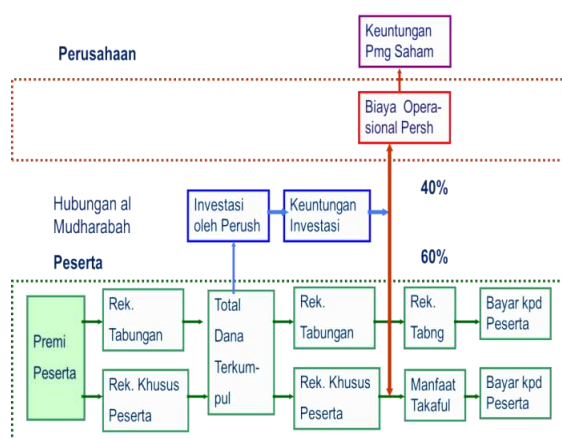 Keuntungan
Pmg Saham
Perusahaan
Biaya Opera-
sional Persh
40%
Hubungan al
Mudharabah
Investasi
oleh Perush
Keuntungan
Investasi
Peserta
60%
Premi
Peserta
Rek.
Tabungan
Total
Dana
Terkum-
pul
Rek.
Tabungan
Rek.
Tabng
Bayar kpd
Peserta
Rek. Khusus
Peserta
Rek. Khusus
Peserta
Manfaat
Takaful
Bayar kpd
Peserta